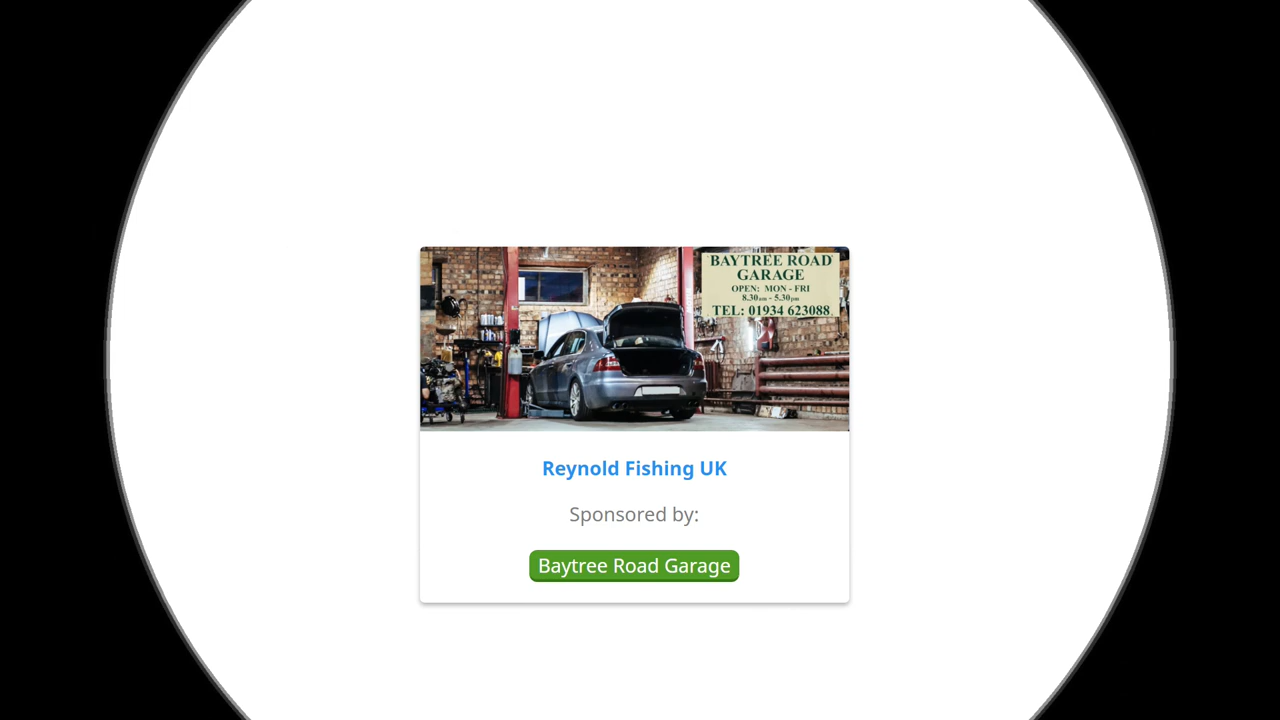 BAYTREE ROAD
GARAGE
OPEN: MON - FRI
8.30am - 5.30pm
TEL: 01934 623088
Reynold Fishing UK
Sponsored by:
Baytree Road Garage